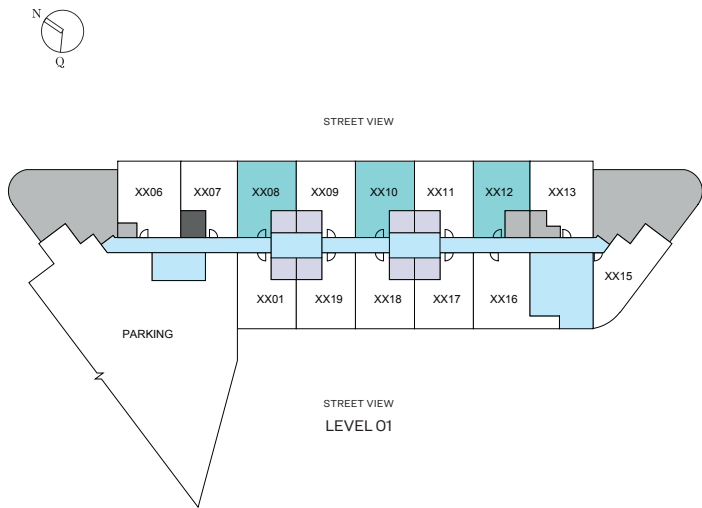 N
Q
STREET VIEW
XX06 XX07 XX08 XX09 XX10 XX11 XX12 XX13
XX15
XX01 XX19 XX18 XX17 XX16
PARKING
STREET VIEW
LEVEL 01